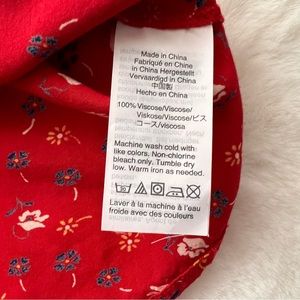 Made in China
Fabriqué en China
in China Hergestellt
Vervaardigd in China
中国製
Hecho en China
100% Viscose/Viscose/
Viskose/Viscose/ビス
コース/viscosa
Machine wash cold with
like colors. Non-chlorine
bleach only. Tumble dry
low. Warm iron as needed.
Laver à la machine à l'eau
froide avec des couleurs